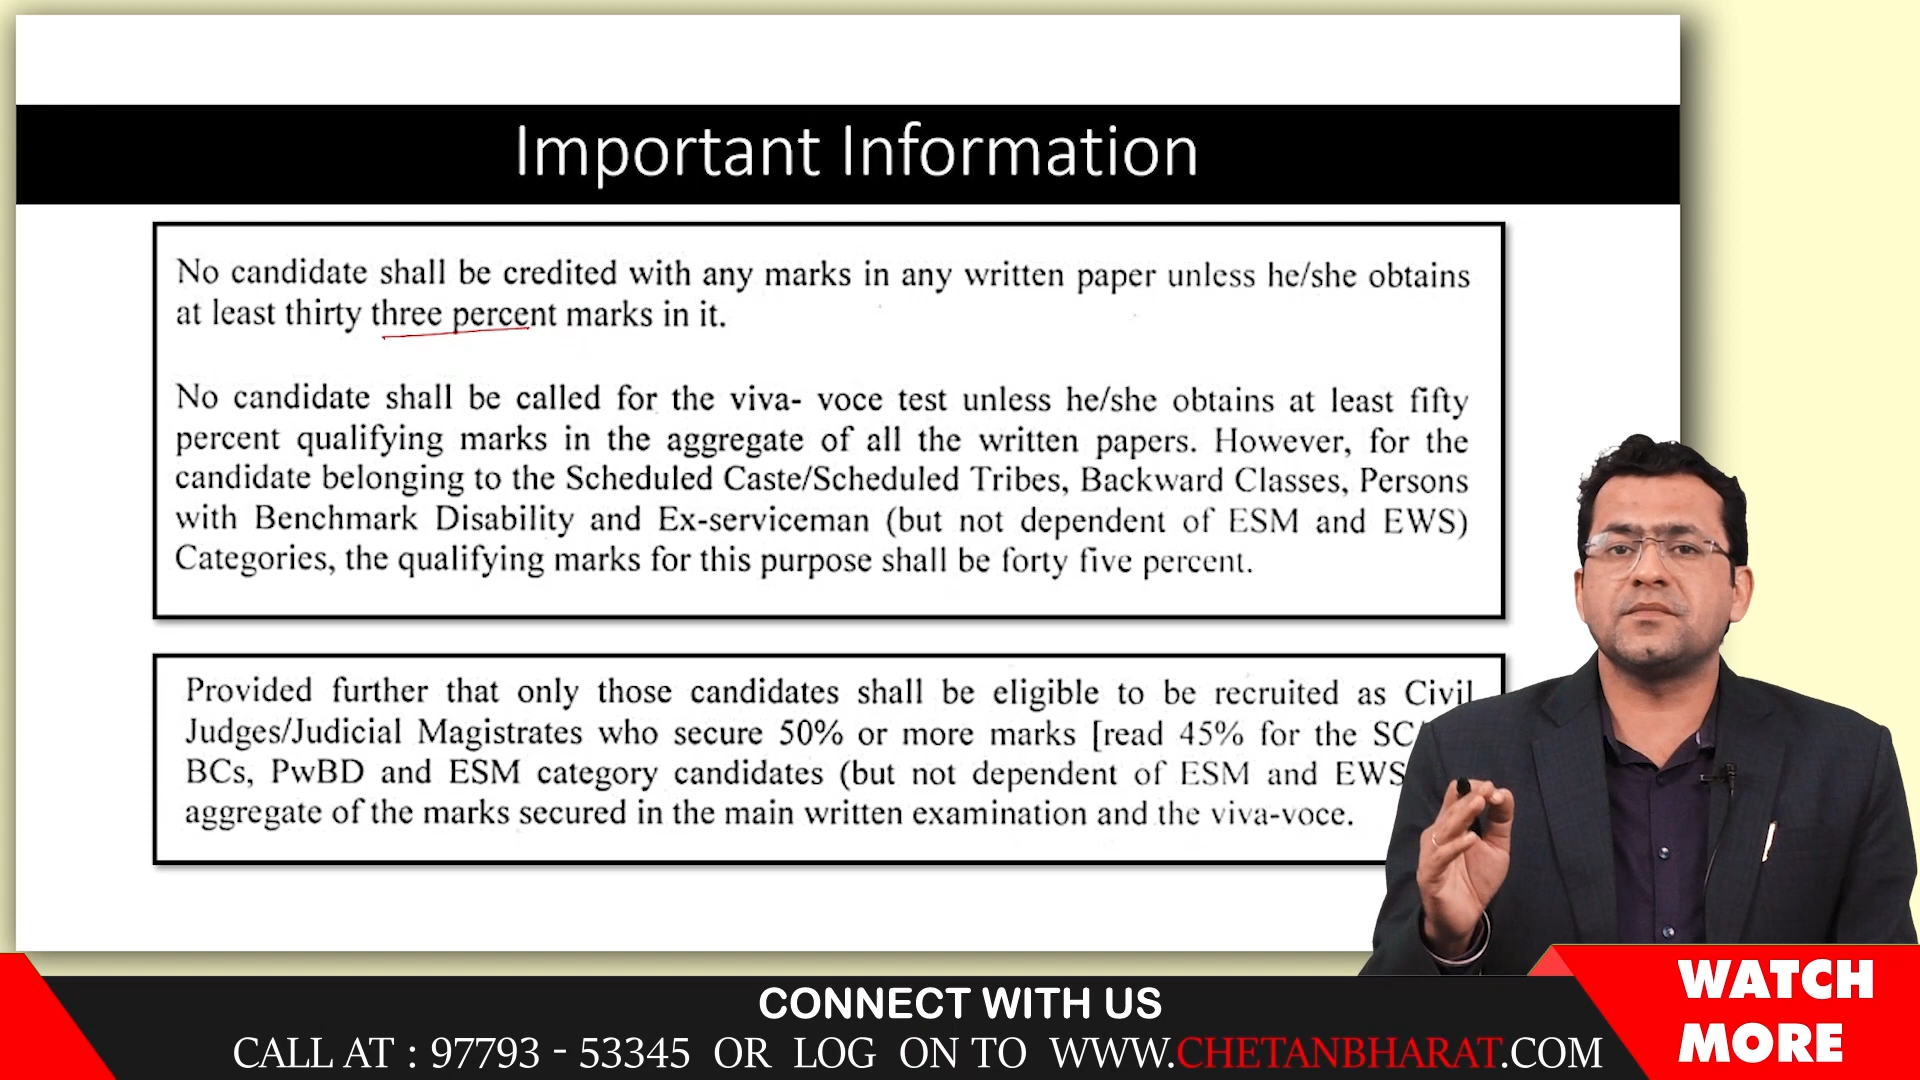 Important Information
No candidate shall be credited with any marks in any written paper unless he/she obtains
at least thirty three percent marks in it.
No candidate shall be called for the viva- voce test unless he/she obtains at least fifty
percent qualifying marks in the aggregate of all the written papers. However, for the
candidate belonging to the Scheduled Caste/Scheduled Tribes, Backward Classes, Persons
with Benchmark Disability and Ex-serviceman (but not dependent of ESM and EWS)
Categories, the qualifying marks for this purpose shall be forty five percent.
Provided further that only those candidates shall be eligible to be recruited as Civil
Judges/Judicial Magistrates who secure 50% or more marks [read 45% for the SC
BCs, PwBD and ESM category candidates (but not dependent of ESM and EWS
aggregate of the marks secured in the main written examination and the viva-voce.
CONNECT WITH US
CALL AT : 97793 - 53345 OR LOG ON TO WWW.CHETANBHARAT.COM
WATCH
MORE